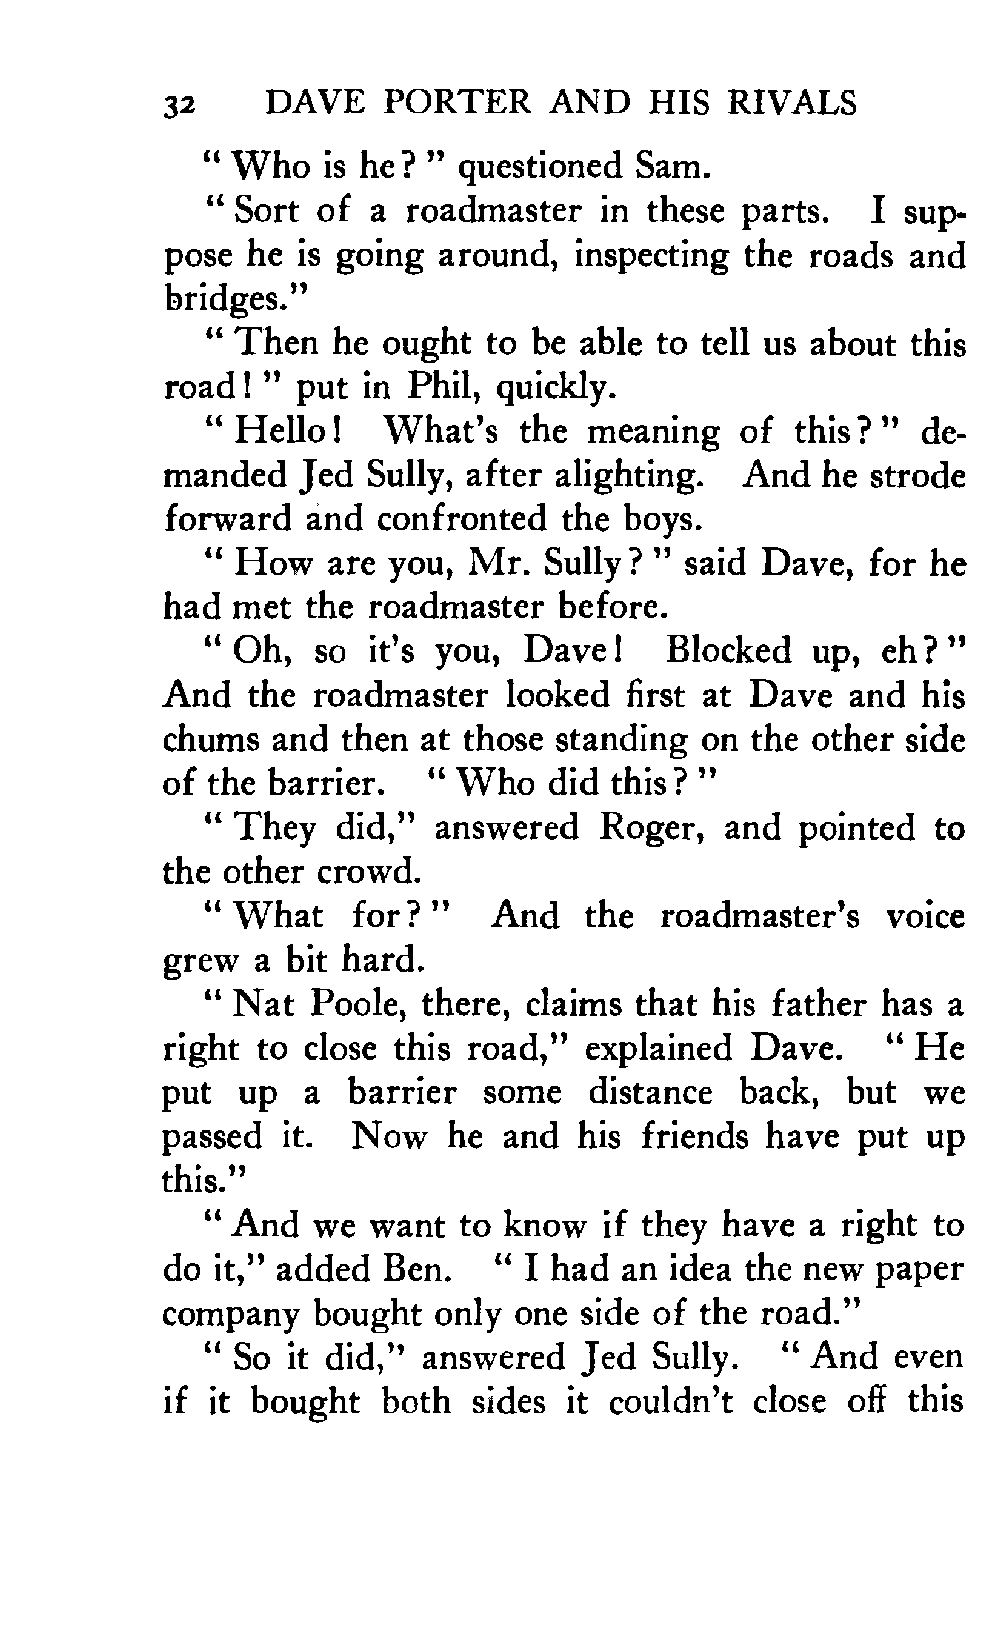 32 DAVE PORTER AND HIS RIVALS
“ Who is he? ” questioned Sam.
“ Sort of a roadmaster in these parts. I sup-
pose he is going around, inspecting the roads and
bridges.”
“ Then he ought to be able to tell us about this
road! ” put in Phil, quickly.
“ Hello! What’s the meaning of this? ” de-
manded Jed Sully, after alighting. And he strode
forward and confronted the boys.
“ How are you, Mr. Sully? ” said Dave, for he
had met the roadmaster before.
“ Oh, so it’s you, Dave! Blocked up, eh? ”
And the roadmaster looked first at Dave and his
chums and then at those standing on the other side
of the barrier. “ Who did this? ”
“ They did,” answered Roger, and pointed to
the other crowd.
“ What for? ” And the roadmaster’s voice
grew a bit hard.
“ Nat Poole, there, claims that his father has a
right to close this road,” explained Dave. “ He
put up a barrier some distance back, but we
passed it. Now he and his friends have put up
this.”
“ And we want to know if they have a right to
do it,” added Ben. “ I had an idea the new paper
company bought only one side of the road.”
“ So it did,” answered Jed Sully. “ And even
if it bought both sides it couldn’t close off this